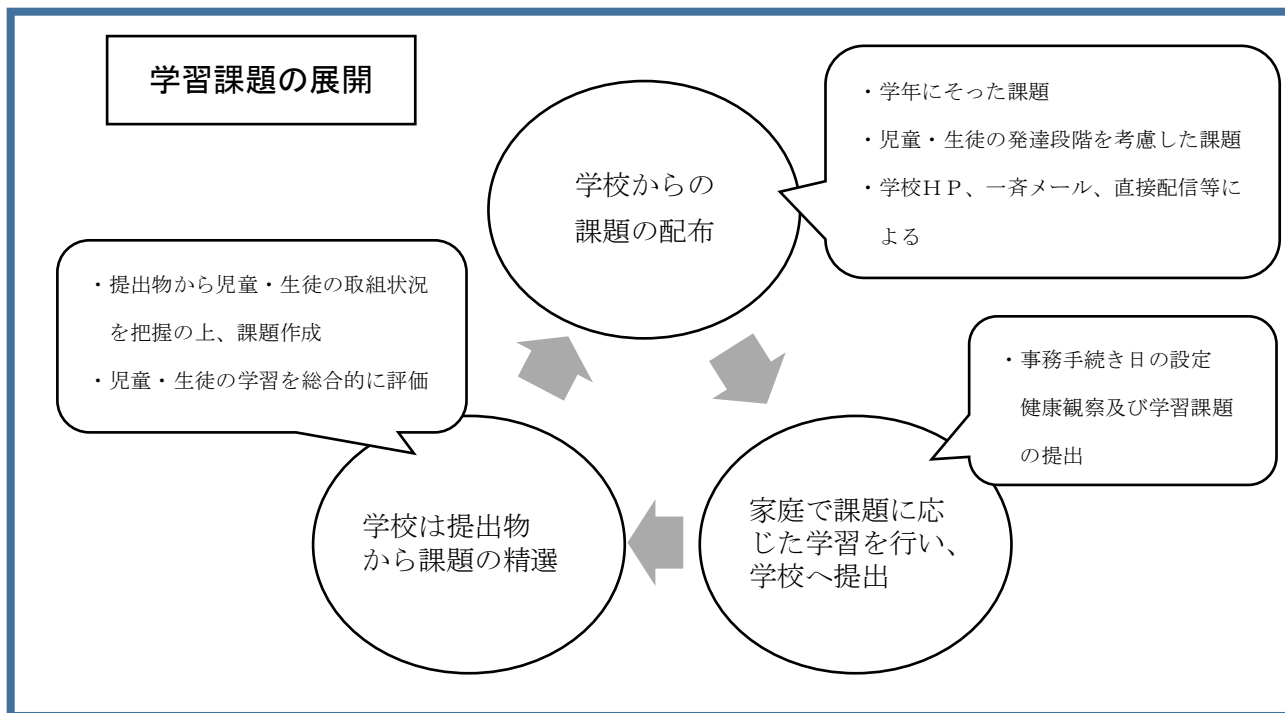 学習課題の展開
学校からの
課題の配布
・学年にそった課題
・児童・生徒の発達段階を考慮した課題
・学校ＨＰ、一斉メール、直接配信等に
よる
・事務手続き日の設定
健康観察及び学習課題
の提出
家庭で課題に応
じた学習を行い、
学校へ提出
・提出物から児童・生徒の取組状況
を把握の上、課題作成
・児童・生徒の学習を総合的に評価
学校は提出物
から課題の精選